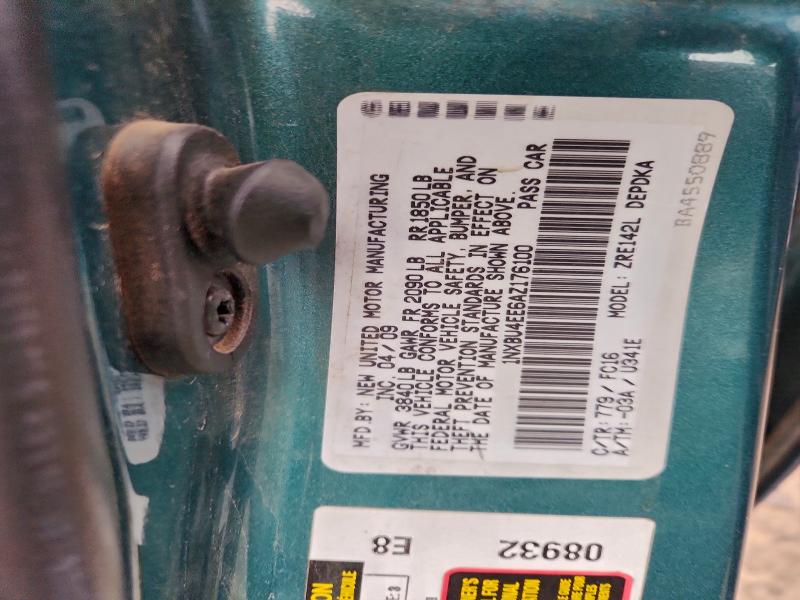 MFD.BY: NEW UNITED MOTOR MANUFACTURING
INC. 04/09
GVWR 3840LB GAWR FR 2090LB RR 1850LB
THIS VEHICLE CONFORMS TO ALL APPLICABLE
FEDERAL MOTOR VEHICLE SAFETY, BUMPER, AND
THEFT PREVENTION STANDARDS IN EFFECT ON
THE DATE OF MANUFACTURE SHOWN ABOVE.
1NXBU4EE6AZ176100 PASS CAR
C/TR: 779/FC16 MODEL: ZRE142L DEPDKA
A/TM: -03A/U341E
BA4550889
08932
E8